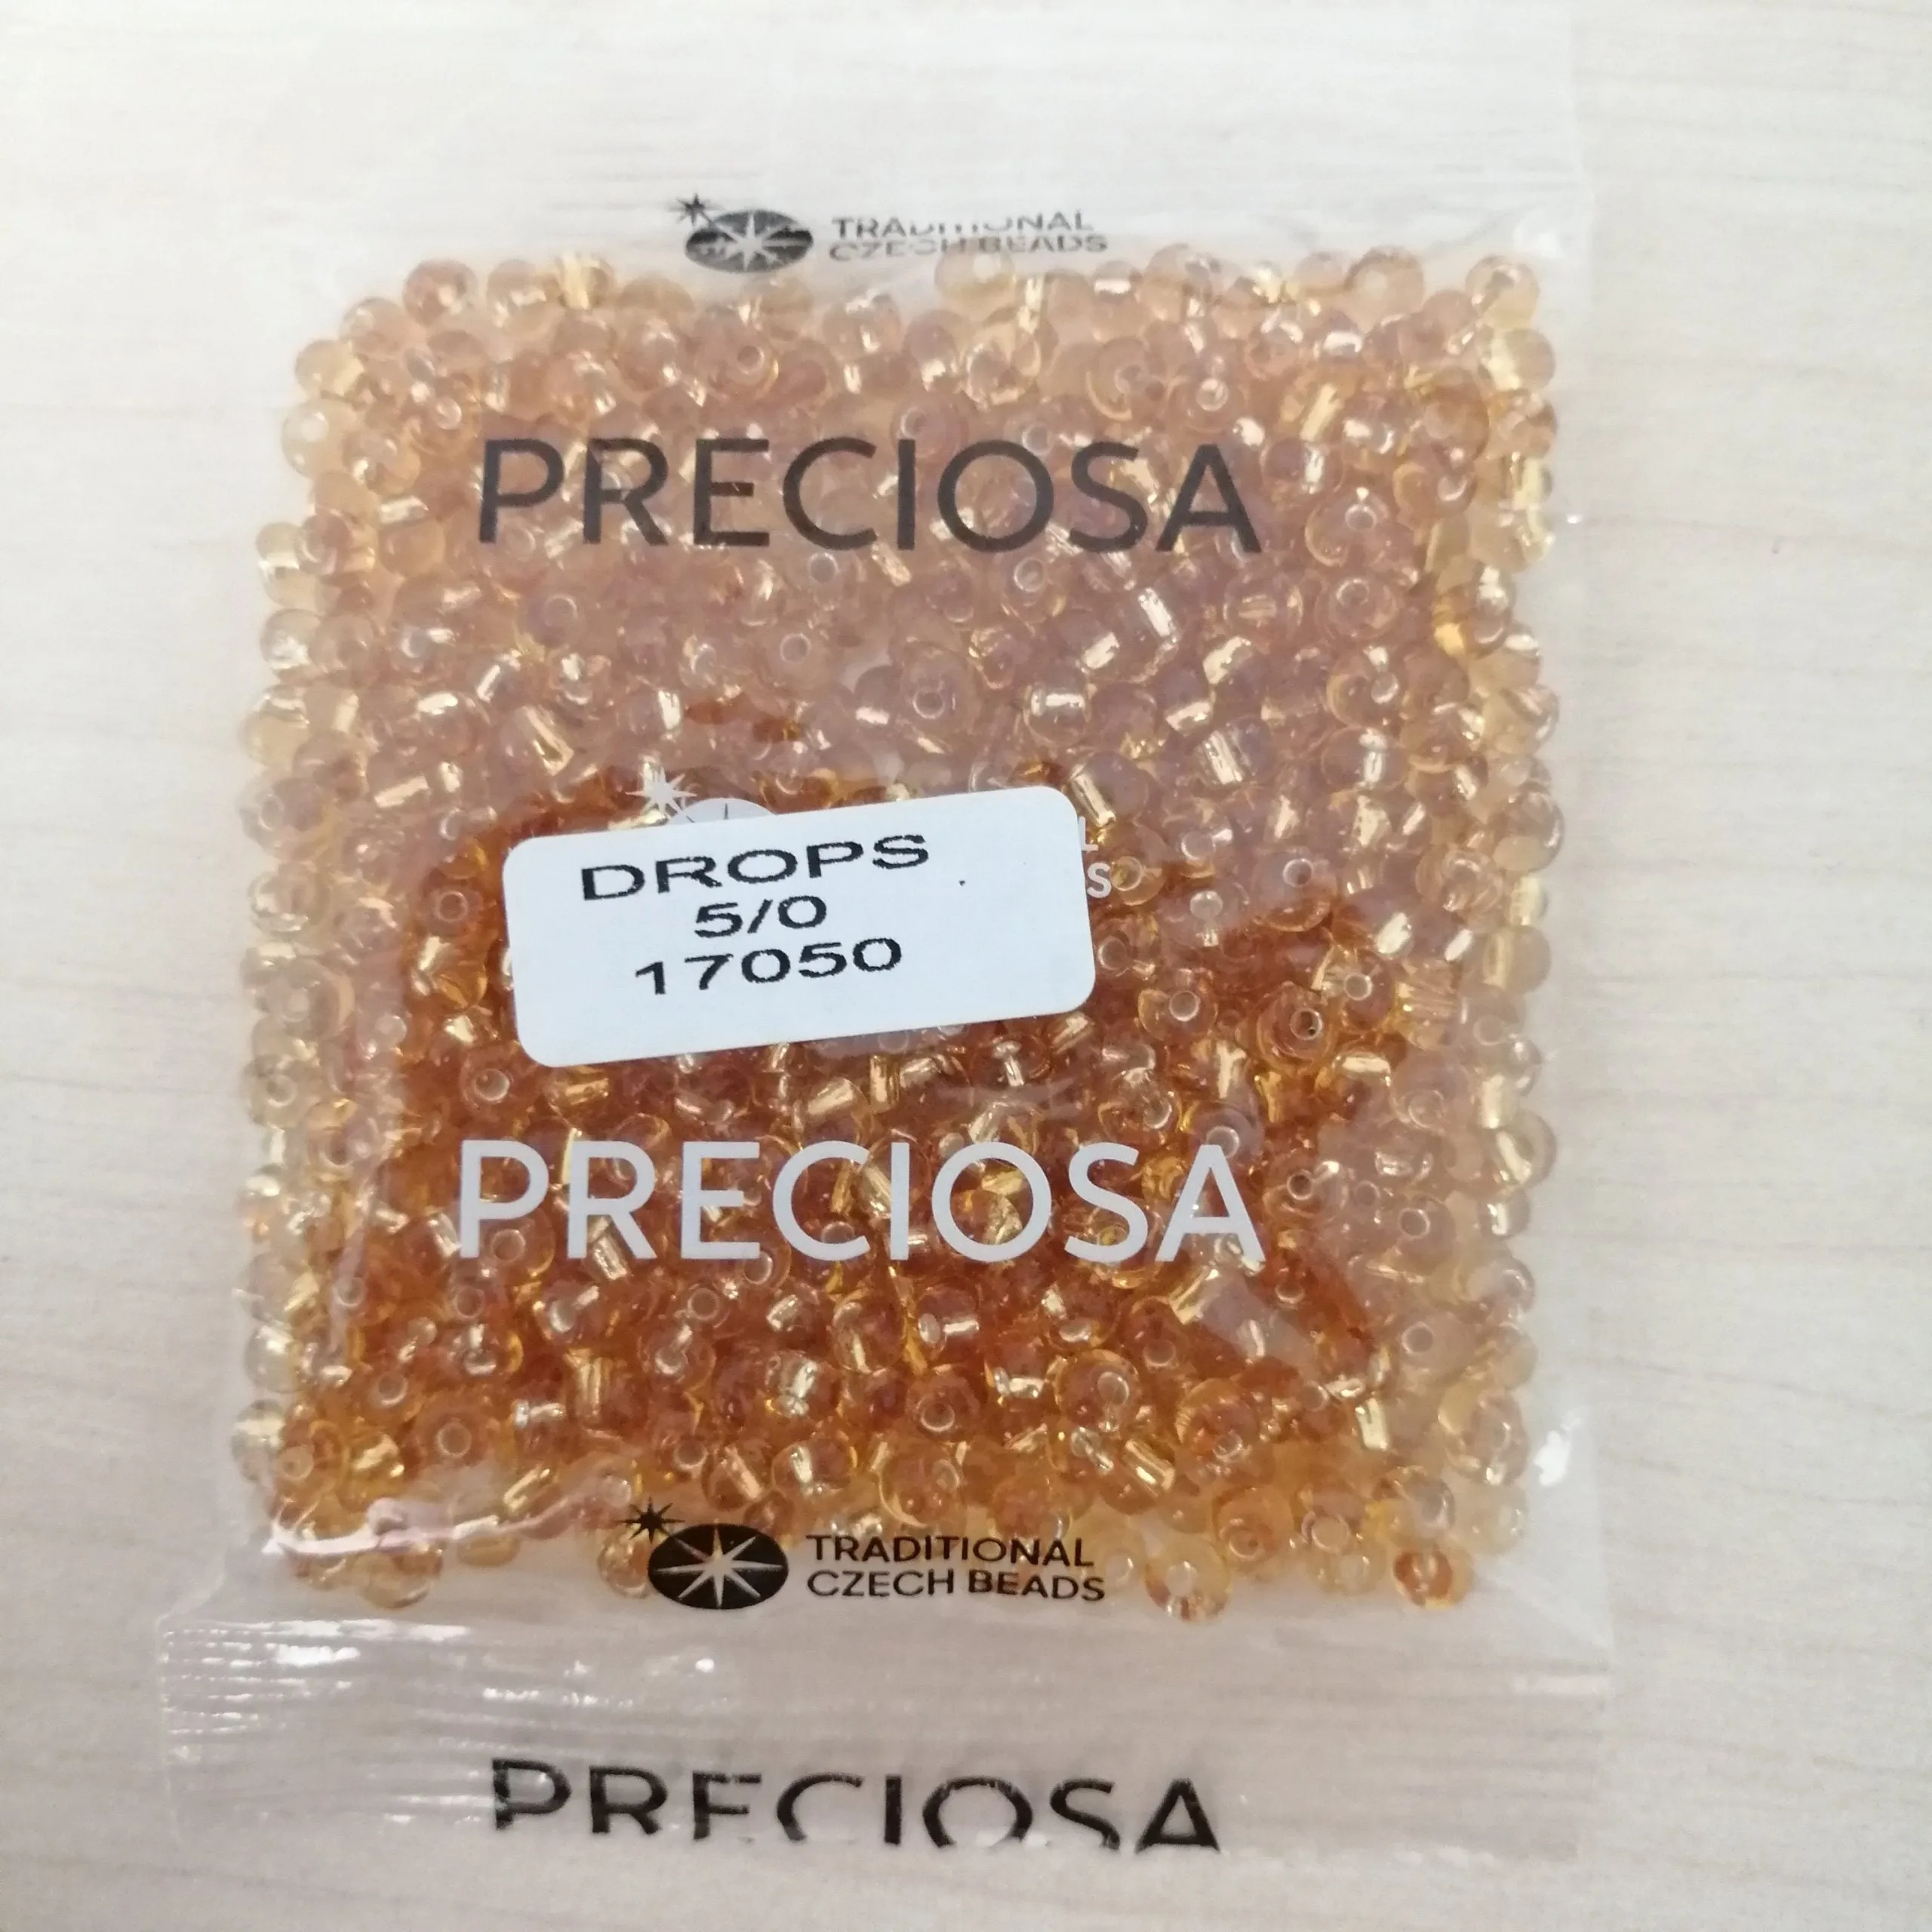 TRADITIONAL
CZECH BEADS
PRECIOSA
L
S
DROPS
5/0
17050
PRECIOSA
TRADITIONAL
CZECH BEADS
PRECIOSA